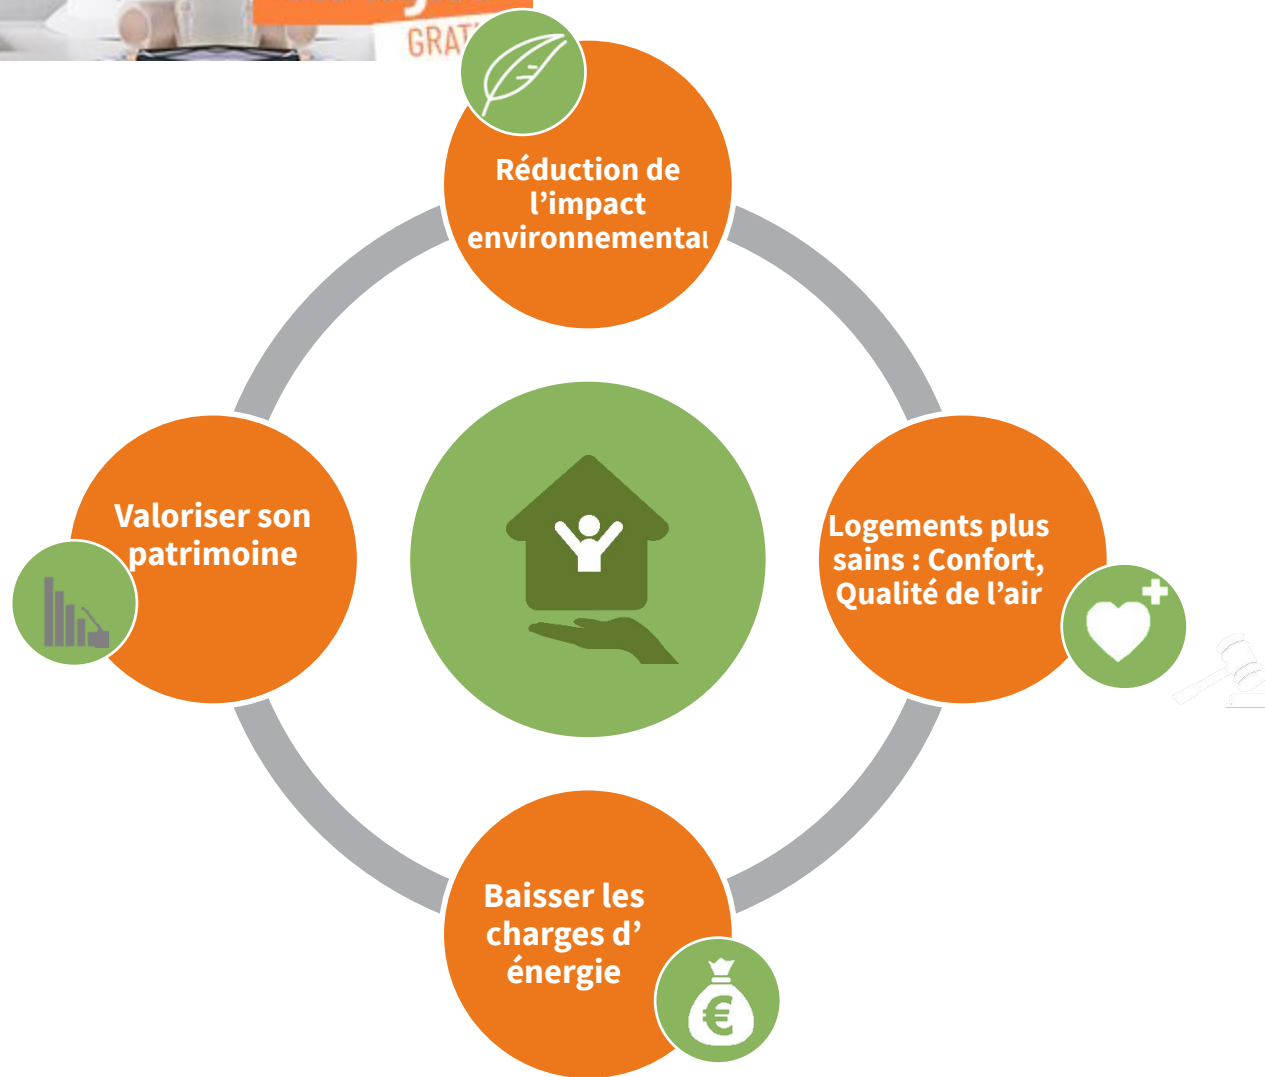 Réduction de
l’impact
environnemental
Valoriser son
patrimoine
Logements plus
sains : Confort,
Qualité de l’air
Baisser les
charges d’
énergie
€